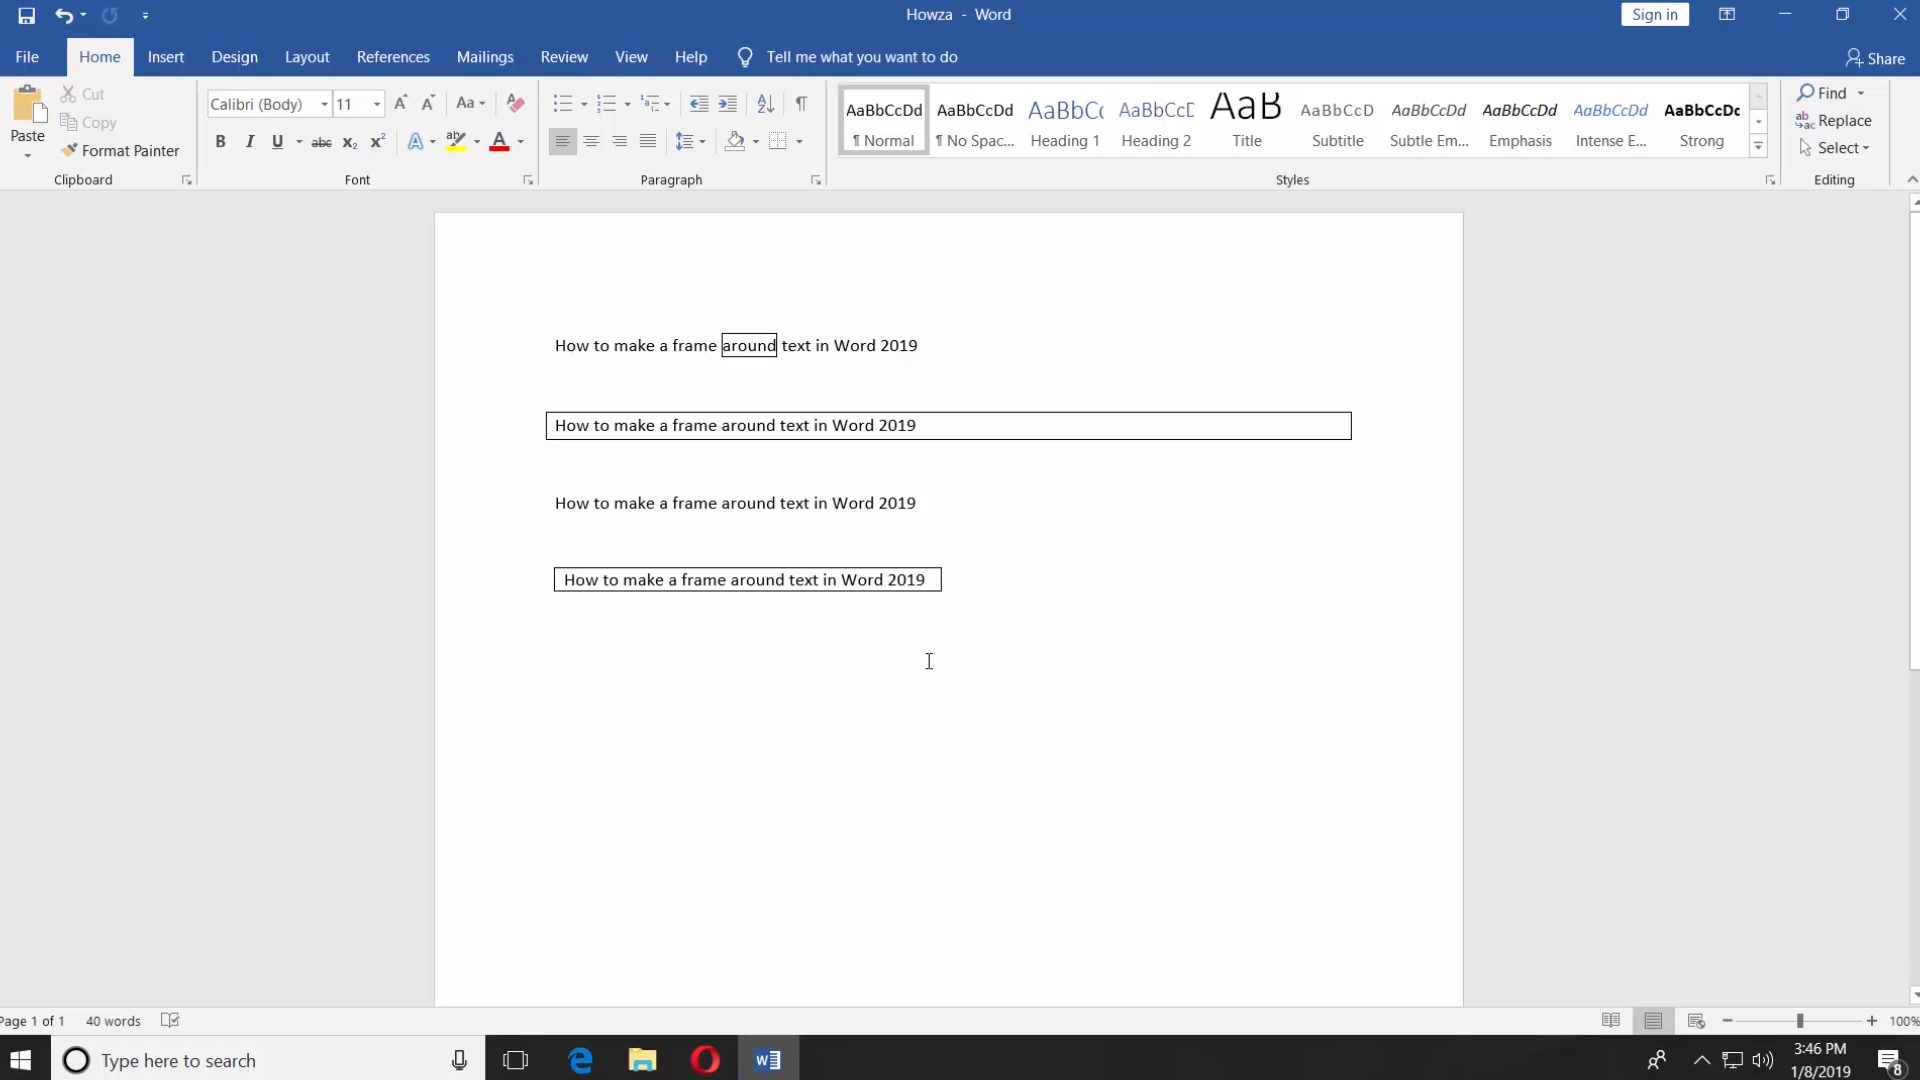 Howza - Word
Sign in
File Home Insert Design Layout References Mailings Review View Help Tell me what you want to do Share
Paste
Cut
Copy
Format Painter
Clipboard
Calibri (Body) 11 Aa
B I U abc X₂ X² A ab A
Font
Paragraph
AaBbCcDd AaBbCcDd AaBbCc AaBbCcD AaB AaBbCcD AaBbCcDd AaBbCcDd AaBbCcDd AaBbCcDc
¶ Normal ¶ No Spac... Heading 1 Heading 2 Title Subtitle Subtle Em... Emphasis Intense E... Strong
Styles
Find
Replace
Select
Editing
How to make a frame around text in Word 2019
How to make a frame around text in Word 2019
How to make a frame around text in Word 2019
How to make a frame around text in Word 2019
Page 1 of 1 40 words 100%
Type here to search
3:46 PM
1/8/2019
8